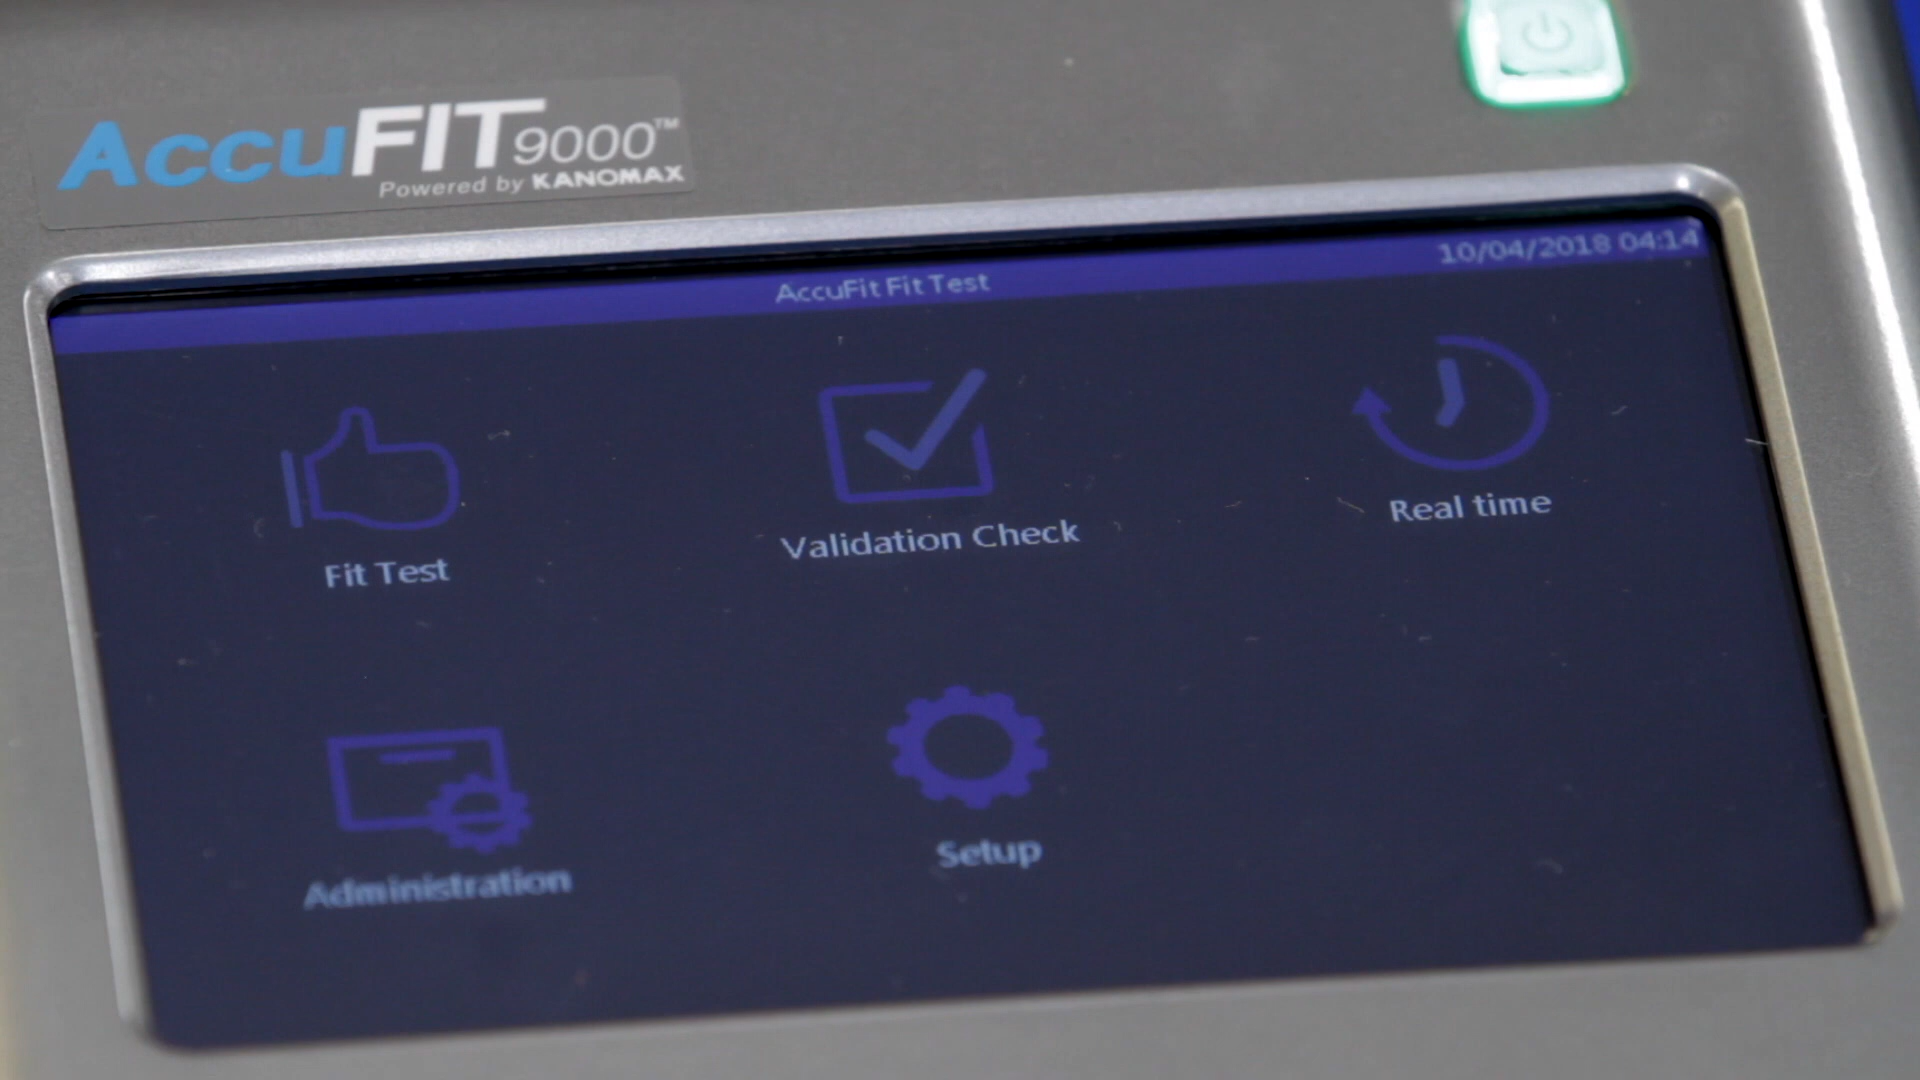 AccuFIT9000™
Powered by KANOMAX
AccuFit Fit Test
10/04/2018 04:14
Fit Test
Validation Check
Real time
Administration
Setup